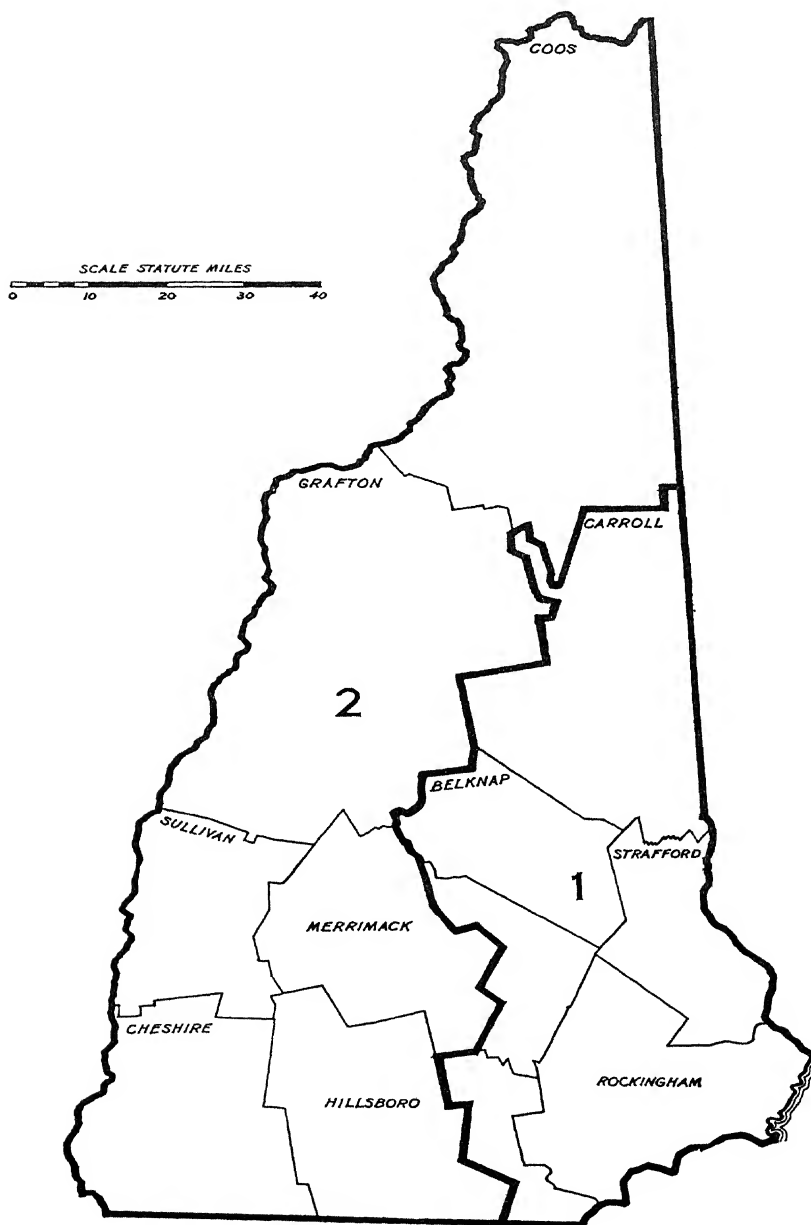 COOS
SCALE STATUTE MILES
0 10 20 30 40
GRAFTON
CARROLL
2
BELKNAP
SULLIVAN
STRAFFORD
1
MERRIMACK
CHESHIRE
ROCKINGHAM
HILLSBORO